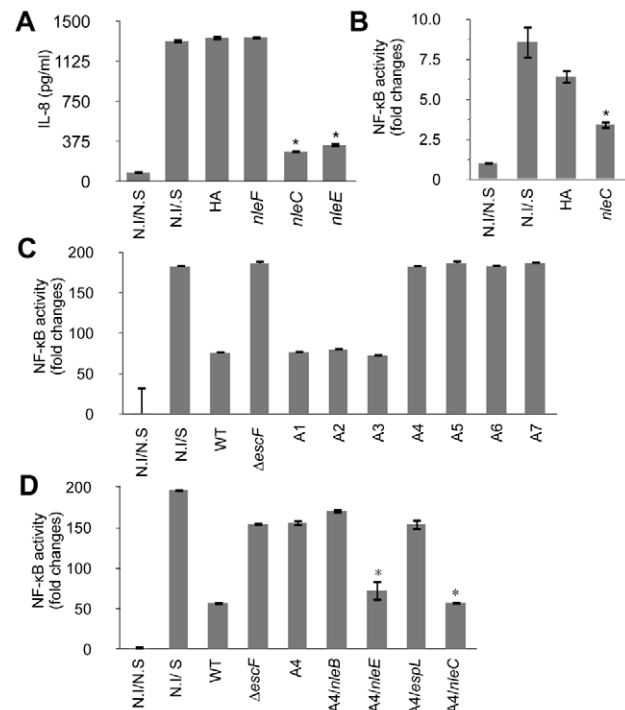 A
IL-8 (pg/ml)
1500
1125
750
375
0
* *
N.I/N.S N.I/.S HA nleF nleC nleE
B
NF-κB activity
(fold changes)
10.0
7.5
5.0
2.5
0
*
N.I/N.S N.I/.S HA nleC
C
NF-κB activity
(fold changes)
200
150
100
50
0
N.I/N.S N.I/S WT ΔescF A1 A2 A3 A4 A5 A6 A7
D
NF-κB activity
(fold changes)
200
150
100
50
0
* *
N.I/N.S N.I/ S WT ΔescF A4 A4/nleB A4/nleE A4/espL A4/nleC